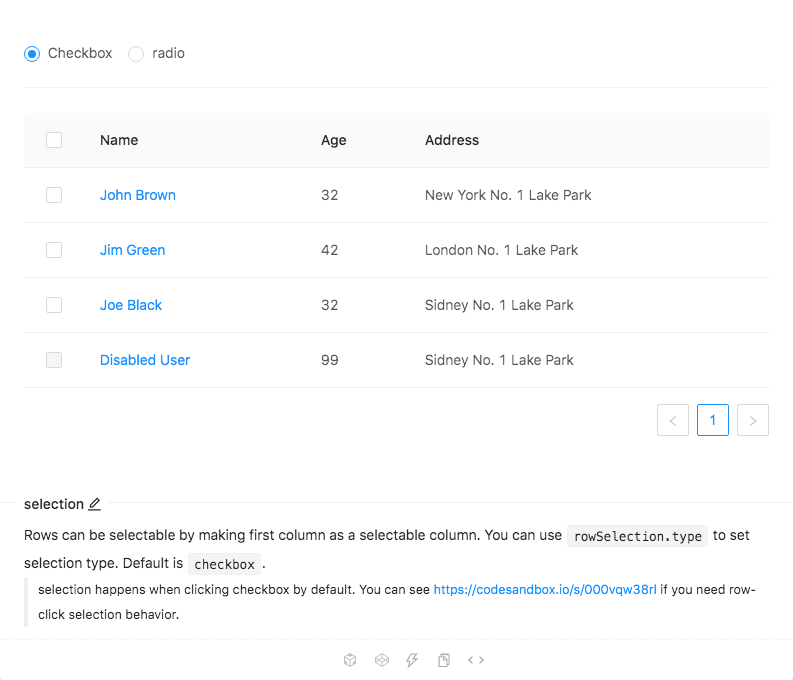 Checkbox radio
Name Age Address
John Brown 32 New York No. 1 Lake Park
Jim Green 42 London No. 1 Lake Park
Joe Black 32 Sidney No. 1 Lake Park
Disabled User 99 Sidney No. 1 Lake Park
< 1 >
selection
Rows can be selectable by making first column as a selectable column. You can use rowSelection.type to set
selection type. Default is checkbox .
selection happens when clicking checkbox by default. You can see https://codesandbox.io/s/000vqw38rl if you need row-
click selection behavior.